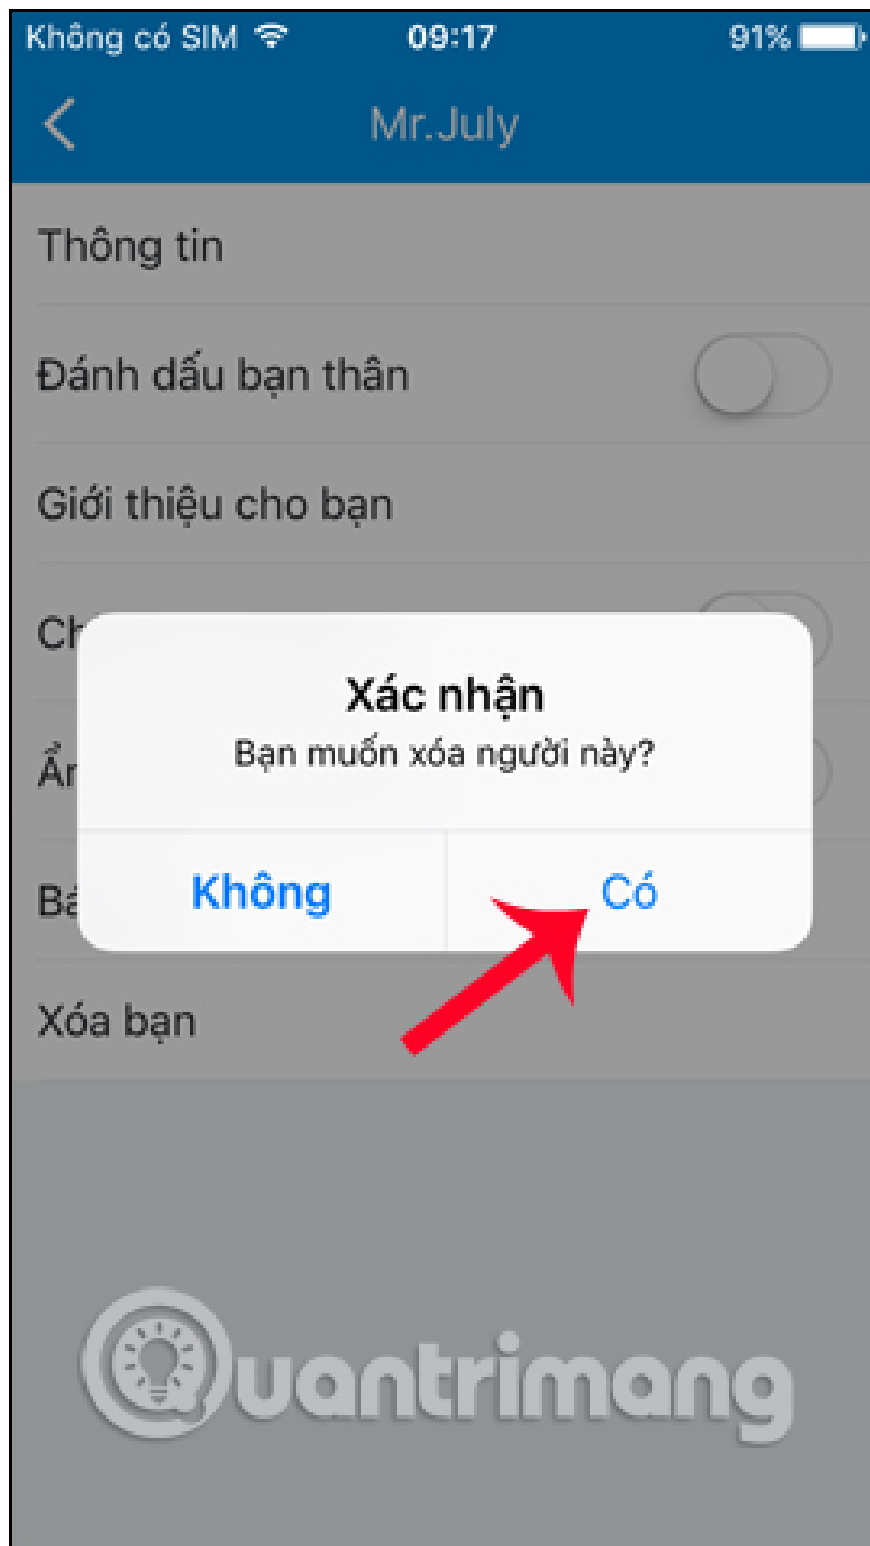 Không có SIM 09:17 91%
Mr.July
Thông tin
Đánh dấu bạn thân
Giới thiệu cho bạn
Xác nhận
Bạn muốn xóa người này?
Không Có
Xóa bạn
Quantrimang